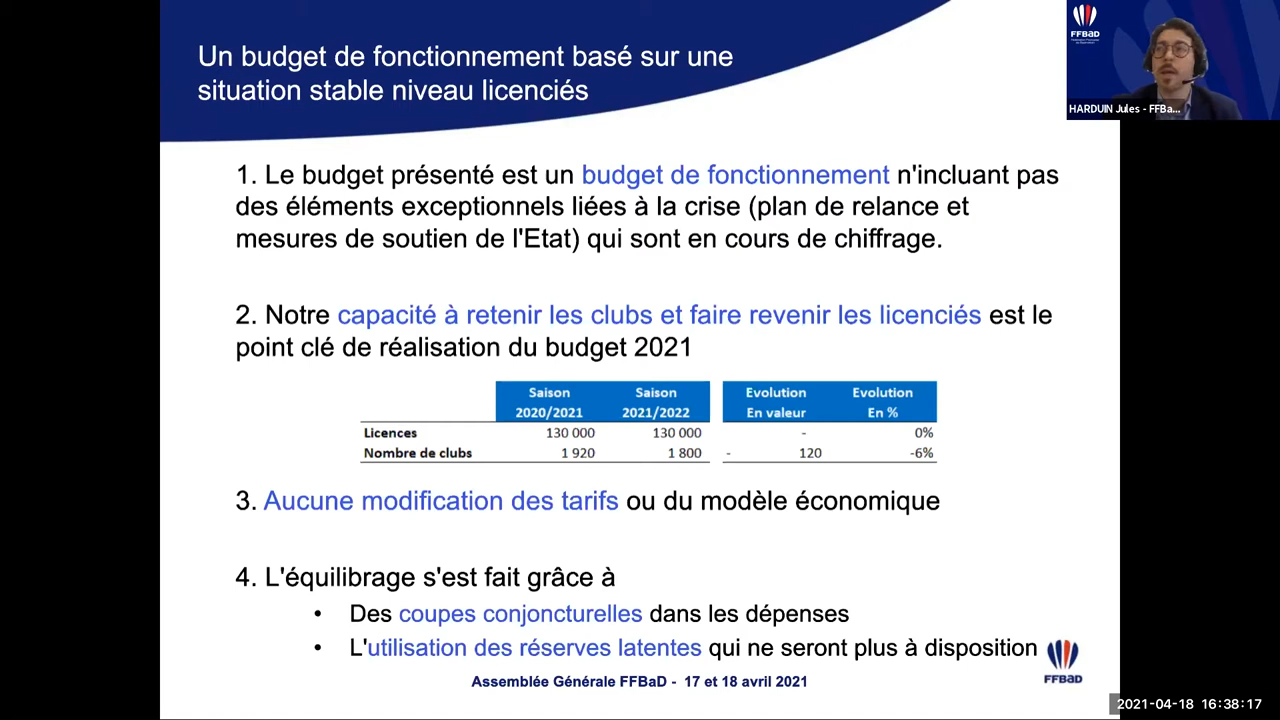 Un budget de fonctionnement basé sur une
situation stable niveau licenciés
FFBaD
HARDUIN Jules - FFBa...
1. Le budget présenté est un budget de fonctionnement n'incluant pas
des éléments exceptionnels liées à la crise (plan de relance et
mesures de soutien de l'Etat) qui sont en cours de chiffrage.
2. Notre capacité à retenir les clubs et faire revenir les licenciés est le
point clé de réalisation du budget 2021
Saison Saison Evolution Evolution
2020/2021 2021/2022 En valeur En %
Licences 130 000 130 000 - 0%
Nombre de clubs 1 920 1 800 - 120 -6%
3. Aucune modification des tarifs ou du modèle économique
4. L'équilibrage s'est fait grâce à
• Des coupes conjoncturelles dans les dépenses
• L'utilisation des réserves latentes qui ne seront plus à disposition
FFBaD
Assemblée Générale FFBaD - 17 et 18 avril 2021
2021-04-18 16:38:17